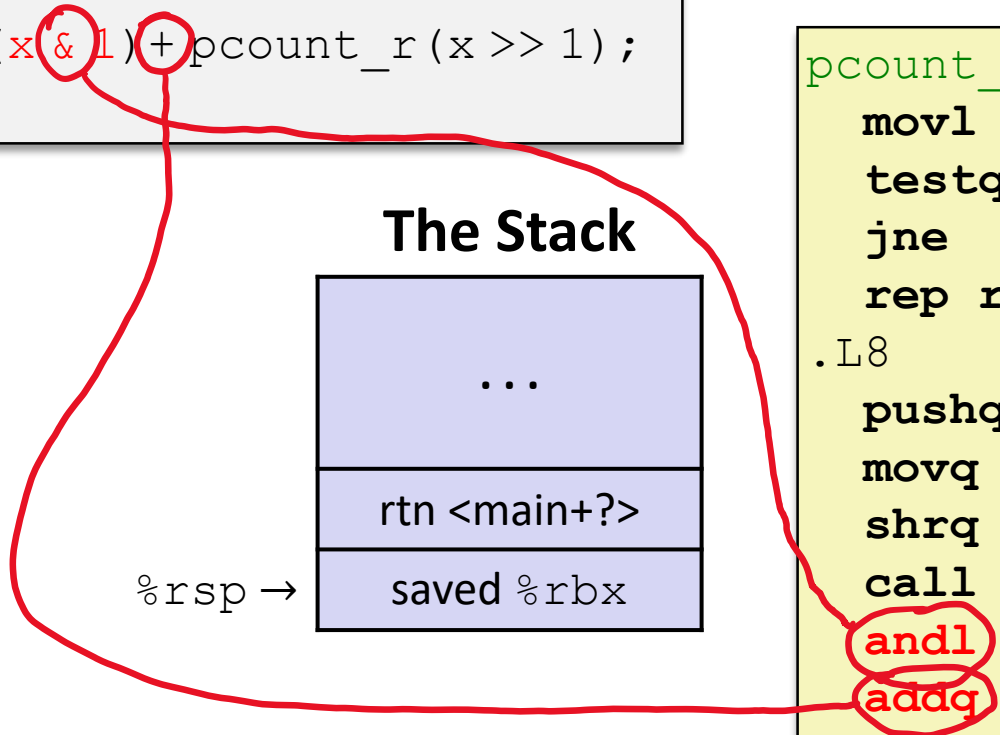 x & 1) + pcount_r(x >> 1);
The Stack
...
rtn <main+?>
%rsp → saved %rbx
pcount_
movl
testq
jne
rep r
.L8
pushq
movq
shrq
call
andl
addq